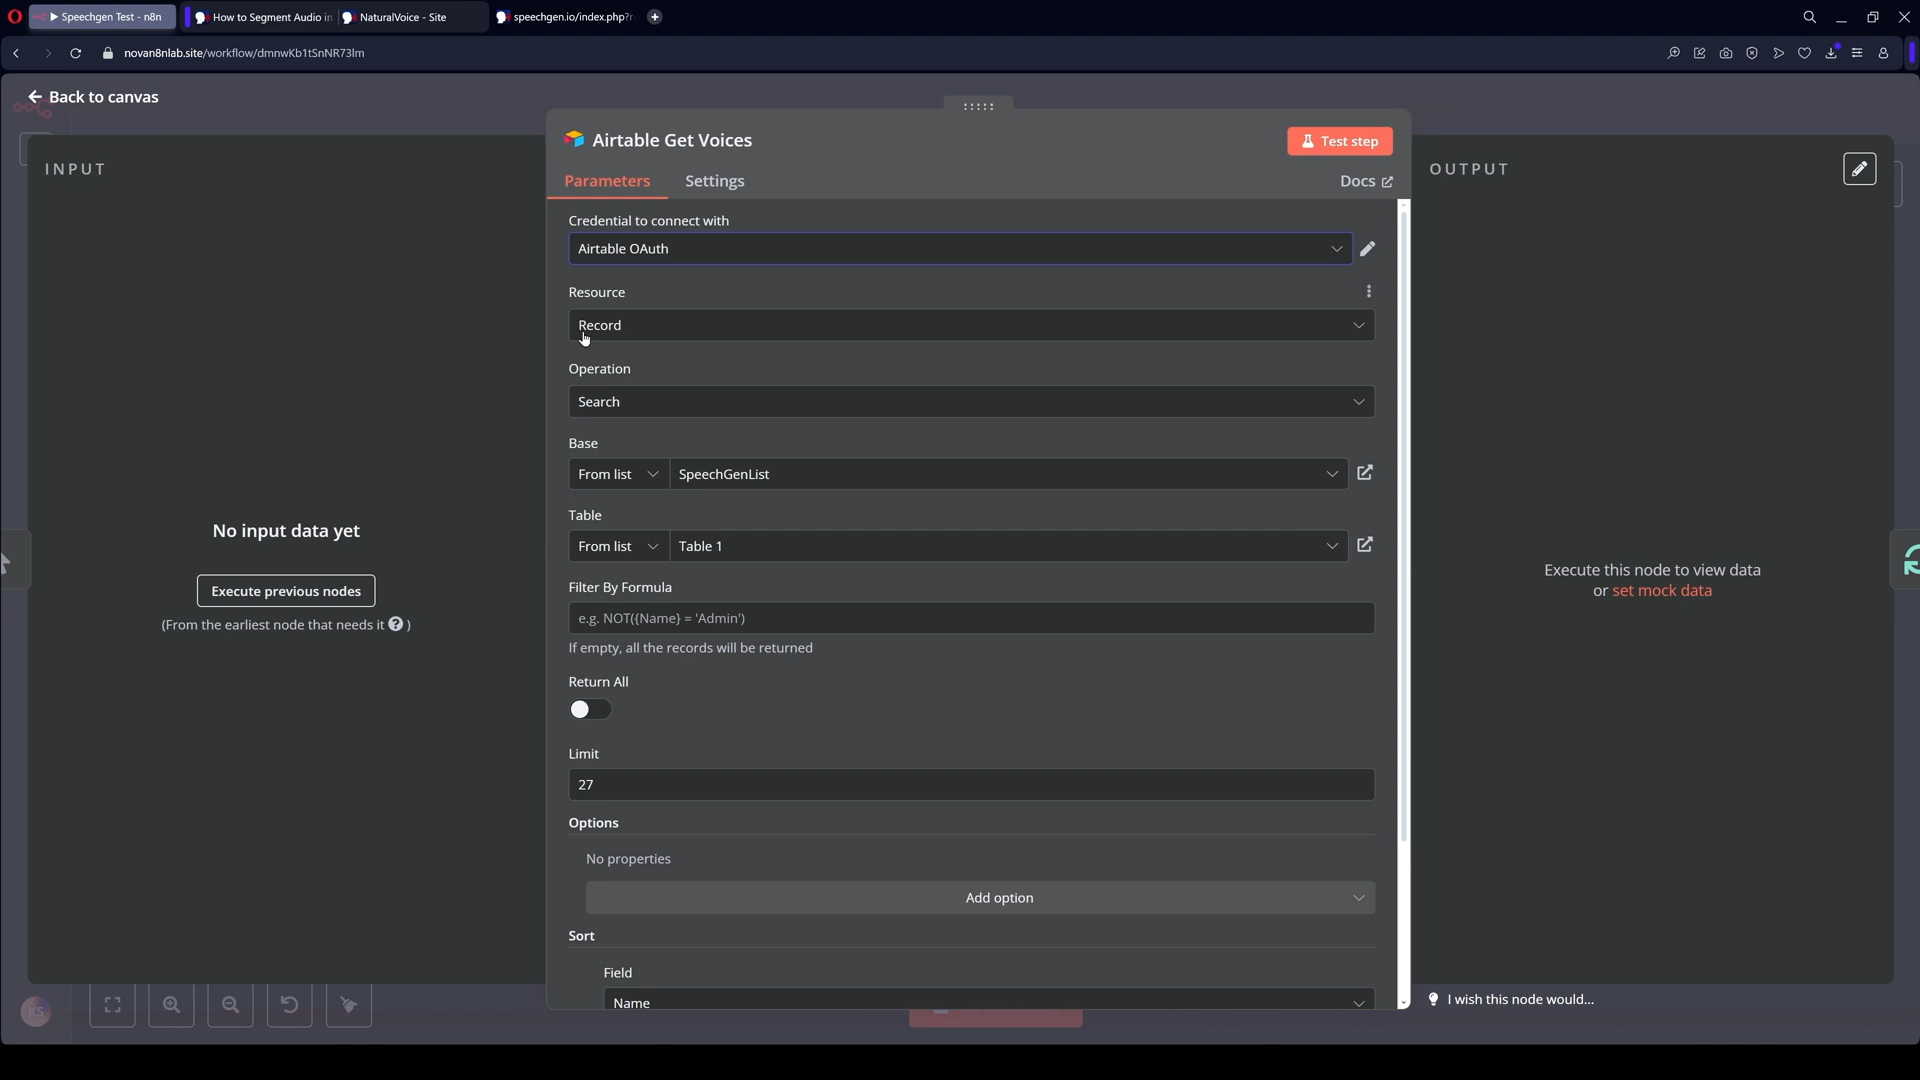 Speechgen Test - n8n
How to Segment Audio in
NaturalVoice - Site
speechgen.io/index.php?r
novan8nlab.site/workflow/dmnwKb1tSnNR73lm
Back to canvas
INPUT
No input data yet
Execute previous nodes
(From the earliest node that needs it ? )
Airtable Get Voices
Test step
Parameters
Settings
Docs
Credential to connect with
Airtable OAuth
Resource
Record
Operation
Search
Base
From list
SpeechGenList
Table
From list
Table 1
Filter By Formula
e.g. NOT({Name} = 'Admin')
If empty, all the records will be returned
Return All
Limit
27
Options
No properties
Add option
Sort
Field
Name
OUTPUT
Execute this node to view data
or set mock data
I wish this node would...
KS